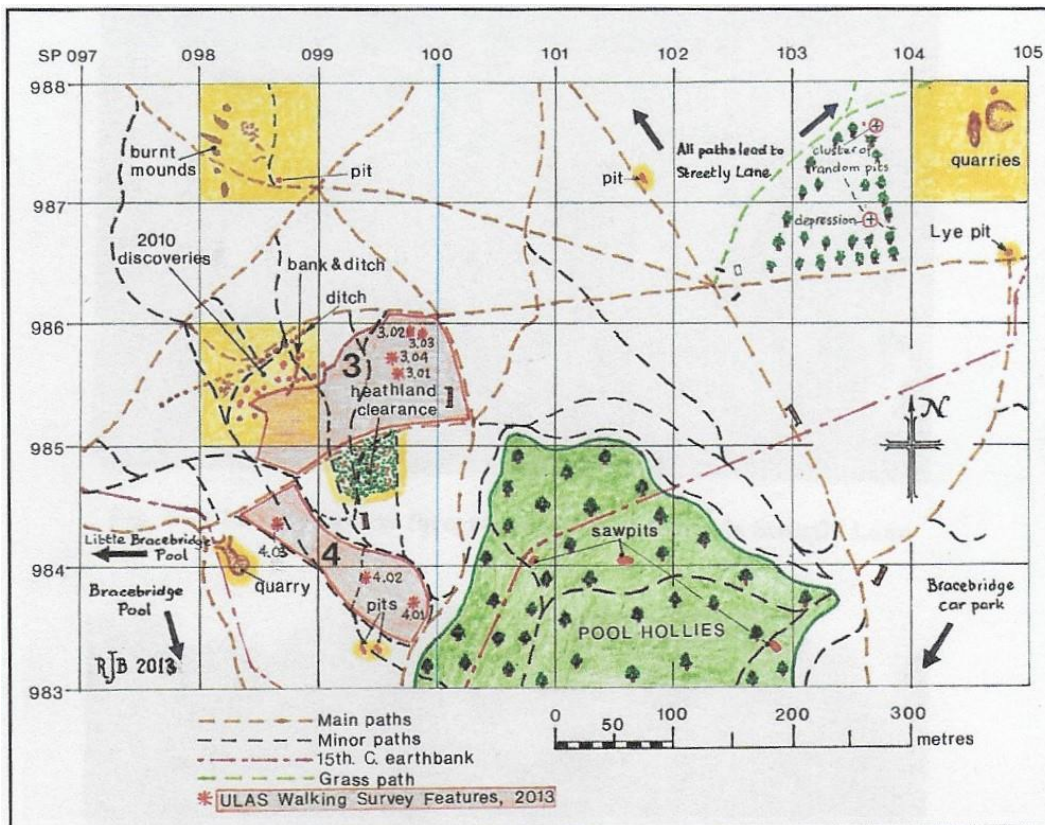 SP 097 098 099 100 101 102 103 104 105
988
burnt
mounds
pit
pit
All paths lead to
Streetly Lane
cluster of
random pits
depression
quarries
987
2010
discoveries
bank & ditch
ditch
Lye pit
986
3.02
3.03
3
3.04
3.01
heathland
clearance
1
N
985
4.03
4
1
Little Bracebridge
Pool
sawpits
984
quarry
4.02
Bracebridge
Pool
pits
4.01
POOL HOLLIES
Bracebridge
car park
RJB 2013
983
Main paths
Minor paths
15th. C. earthbank
Grass path
ULAS Walking Survey Features, 2013
0 50 100 200 300
metres